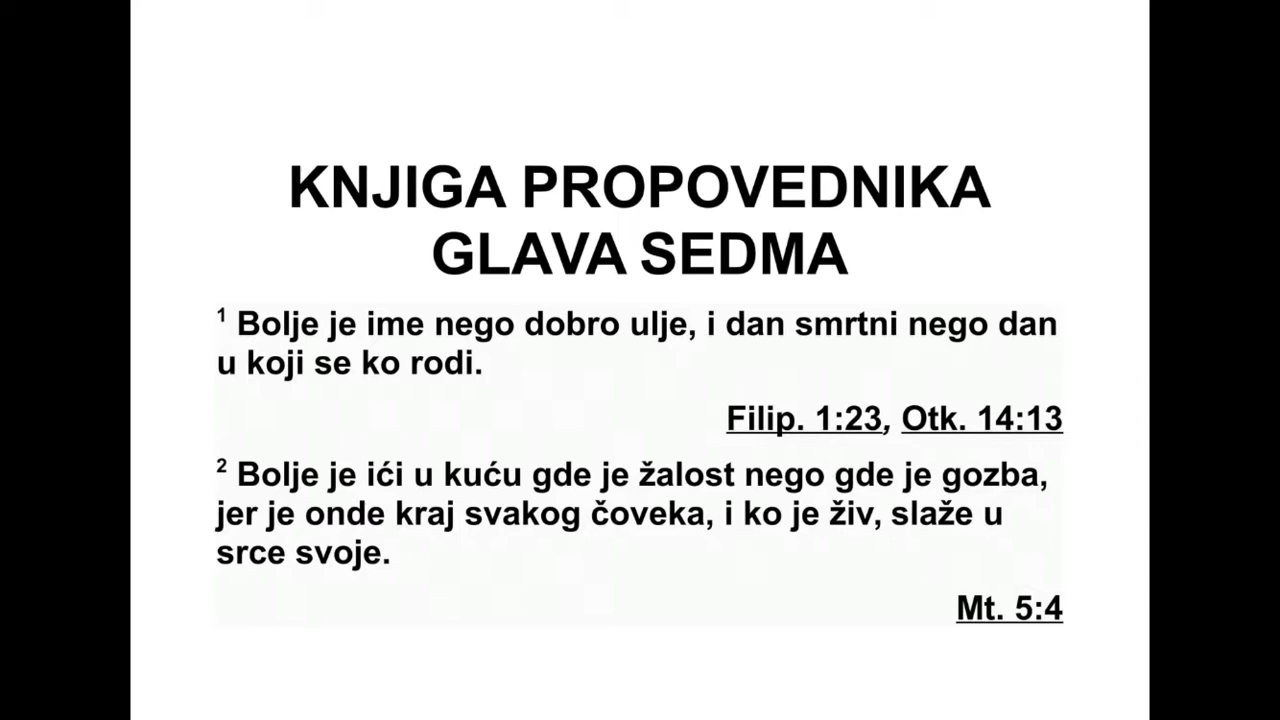 KNJIGA PROPOVEDNIKA
GLAVA SEDMA
1 Bolje je ime nego dobro ulje, i dan smrtni nego dan
u koji se ko rodi.
Filip. 1:23, Otk. 14:13
2 Bolje je ići u kuću gde je žalost nego gde je gozba,
jer je onde kraj svakog čoveka, i ko je živ, slaže u
srce svoje.
Mt. 5:4